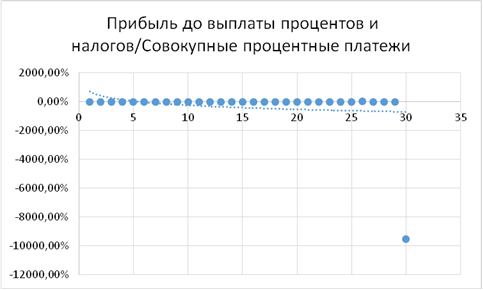 Прибыль до выплаты процентов и
налогов/Совокупные процентные платежи
2000,00%
0,00%
0 5 10 15 20 25 30 35
-2000,00%
-4000,00%
-6000,00%
-8000,00%
-10000,00%
-12000,00%